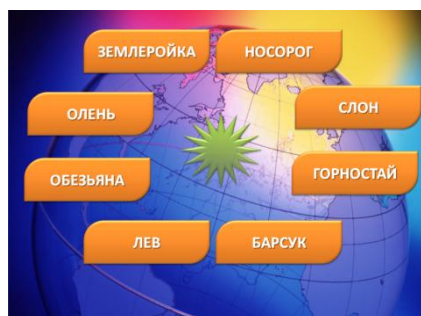 ЗЕМЛЕРОЙКА
НОСОРОГ
ОЛЕНЬ
СЛОН
ОБЕЗЬЯНА
ГОРНОСТАЙ
ЛЕВ
БАРСУК